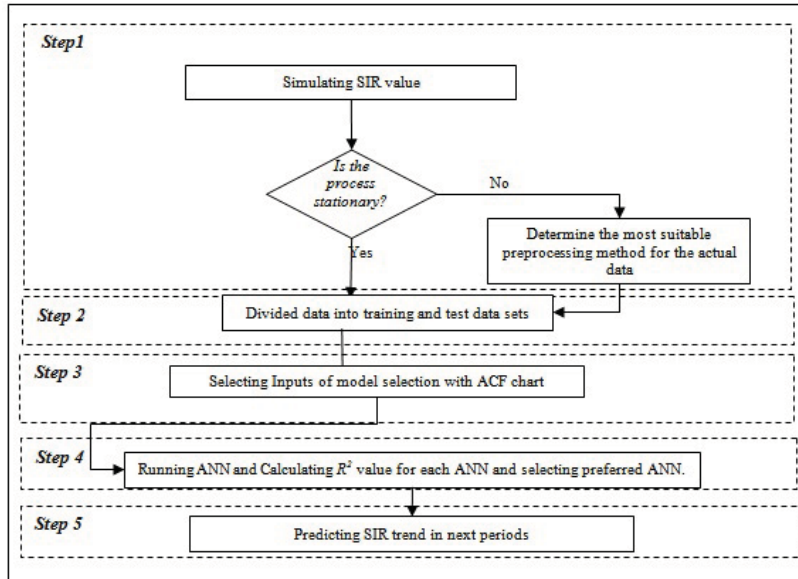 Step1
Simulating SIR value
Is the
process
stationary?
No
Yes
Determine the most suitable
preprocessing method for the actual
data
Step 2
Divided data into training and test data sets
Step 3
Selecting Inputs of model selection with ACF chart
Step 4
Running ANN and Calculating R² value for each ANN and selecting preferred ANN.
Step 5
Predicting SIR trend in next periods